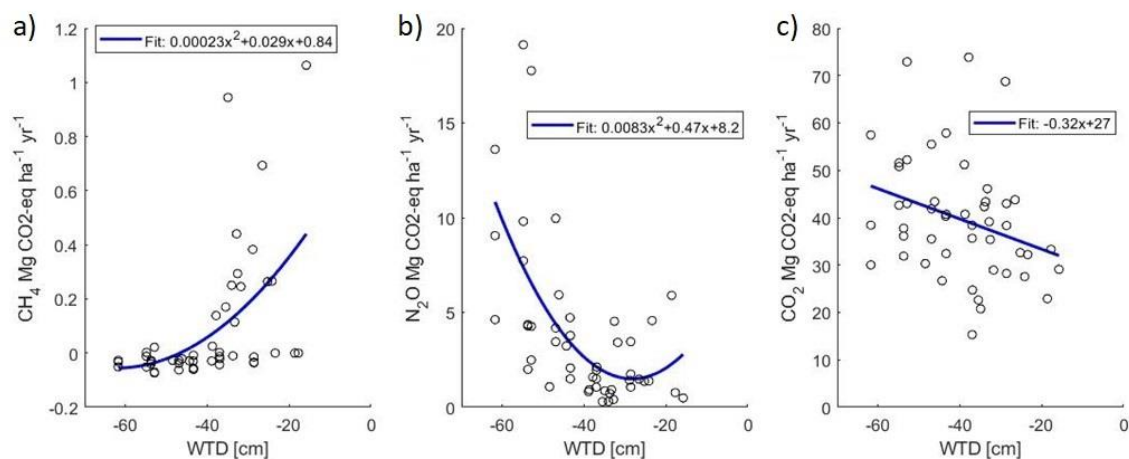 a)
1.2
1
0.8
0.6
0.4
0.2
0
-0.2
CH₄ Mg CO2-eq ha⁻¹ yr⁻¹
Fit: 0.00023x²+0.029x+0.84
-60
-40
-20
0
WTD [cm]
b)
20
15
10
5
0
N₂O Mg CO2-eq ha⁻¹ yr⁻¹
Fit: 0.0083x²+0.47x+8.2
-60
-40
-20
0
WTD [cm]
c)
80
70
60
50
40
30
20
10
0
CO₂ Mg CO2-eq ha⁻¹ yr⁻¹
Fit: -0.32x+27
-60
-40
-20
0
WTD [cm]